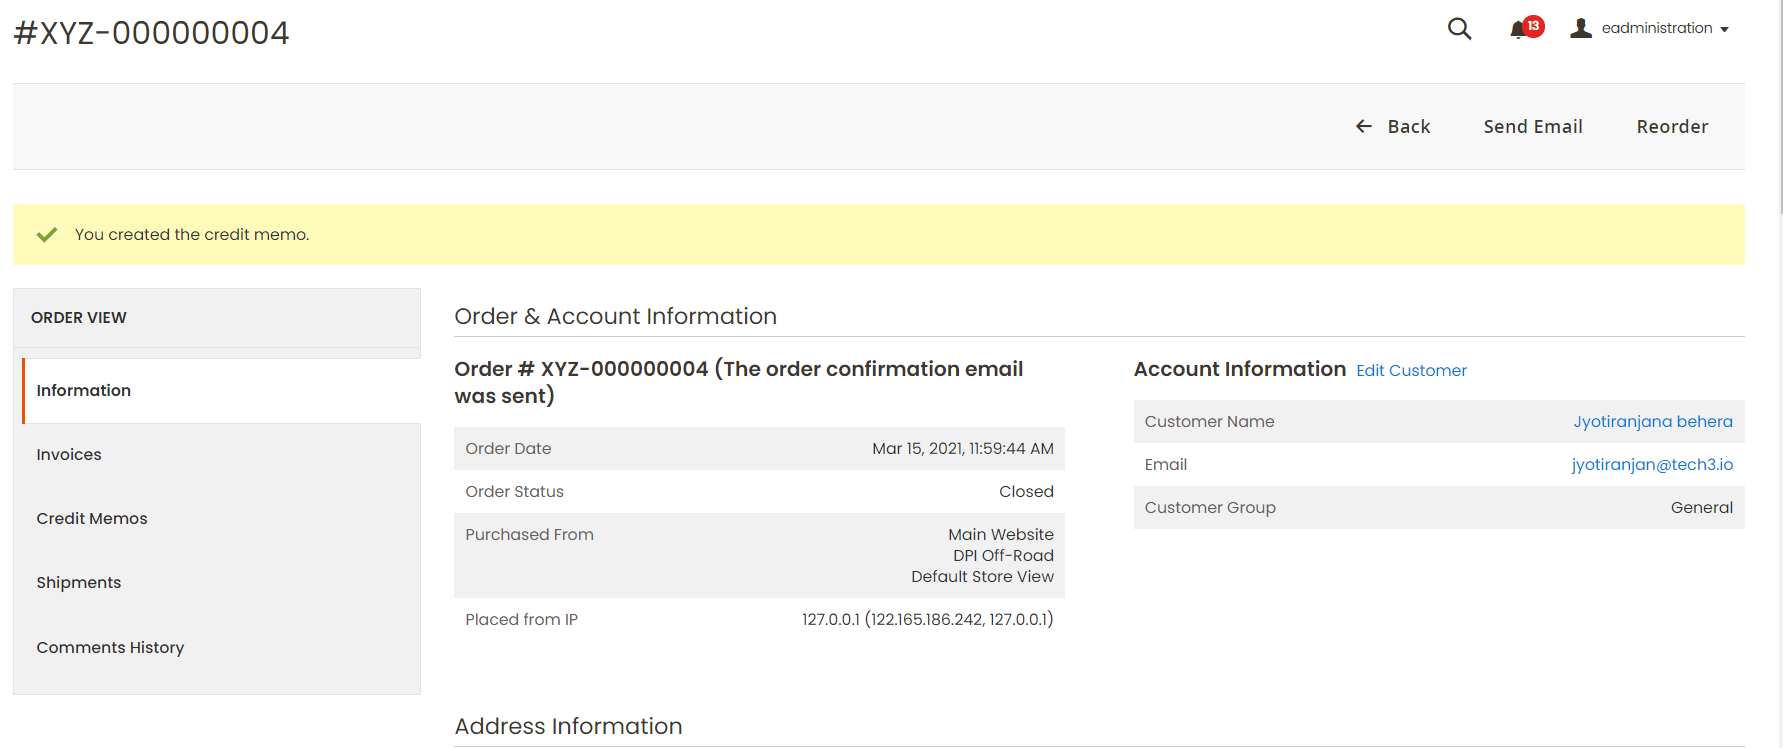 #XYZ-000000004
13
eadministration
Back
Send Email
Reorder
You created the credit memo.
ORDER VIEW
Information
Invoices
Credit Memos
Shipments
Comments History
Order & Account Information
Order # XYZ-000000004 (The order confirmation email
was sent)
Order Date Mar 15, 2021, 11:59:44 AM
Order Status Closed
Purchased From Main Website
DPI Off-Road
Default Store View
Placed from IP 127.0.0.1 (122.165.186.242, 127.0.0.1)
Account Information Edit Customer
Customer Name Jyotiranjana behera
Email jyotiranjan@tech3.io
Customer Group General
Address Information